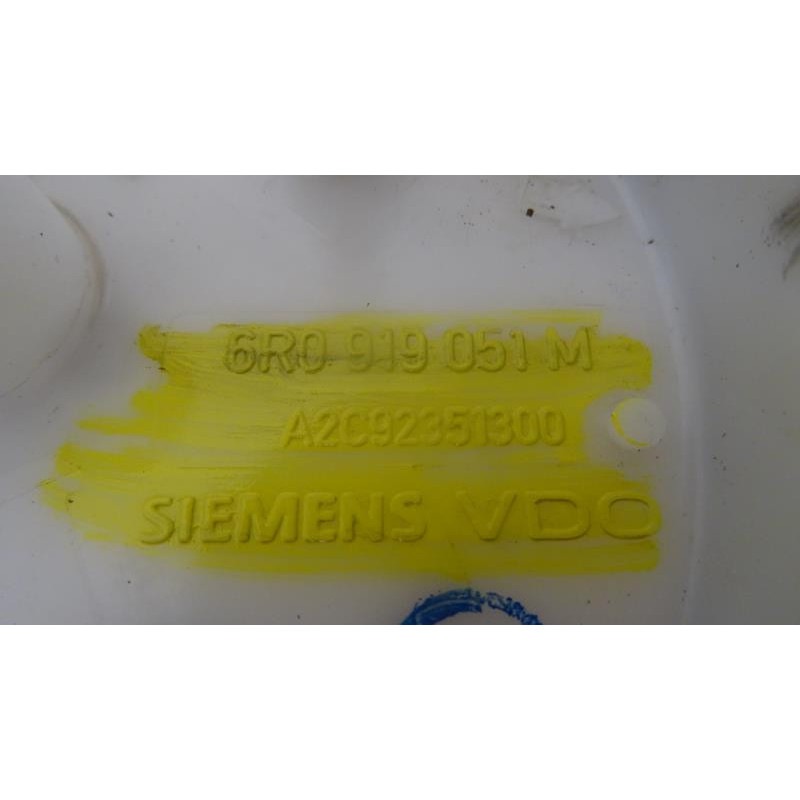 6R0 919 051 M
A2C92351300
SIEMENS VDO